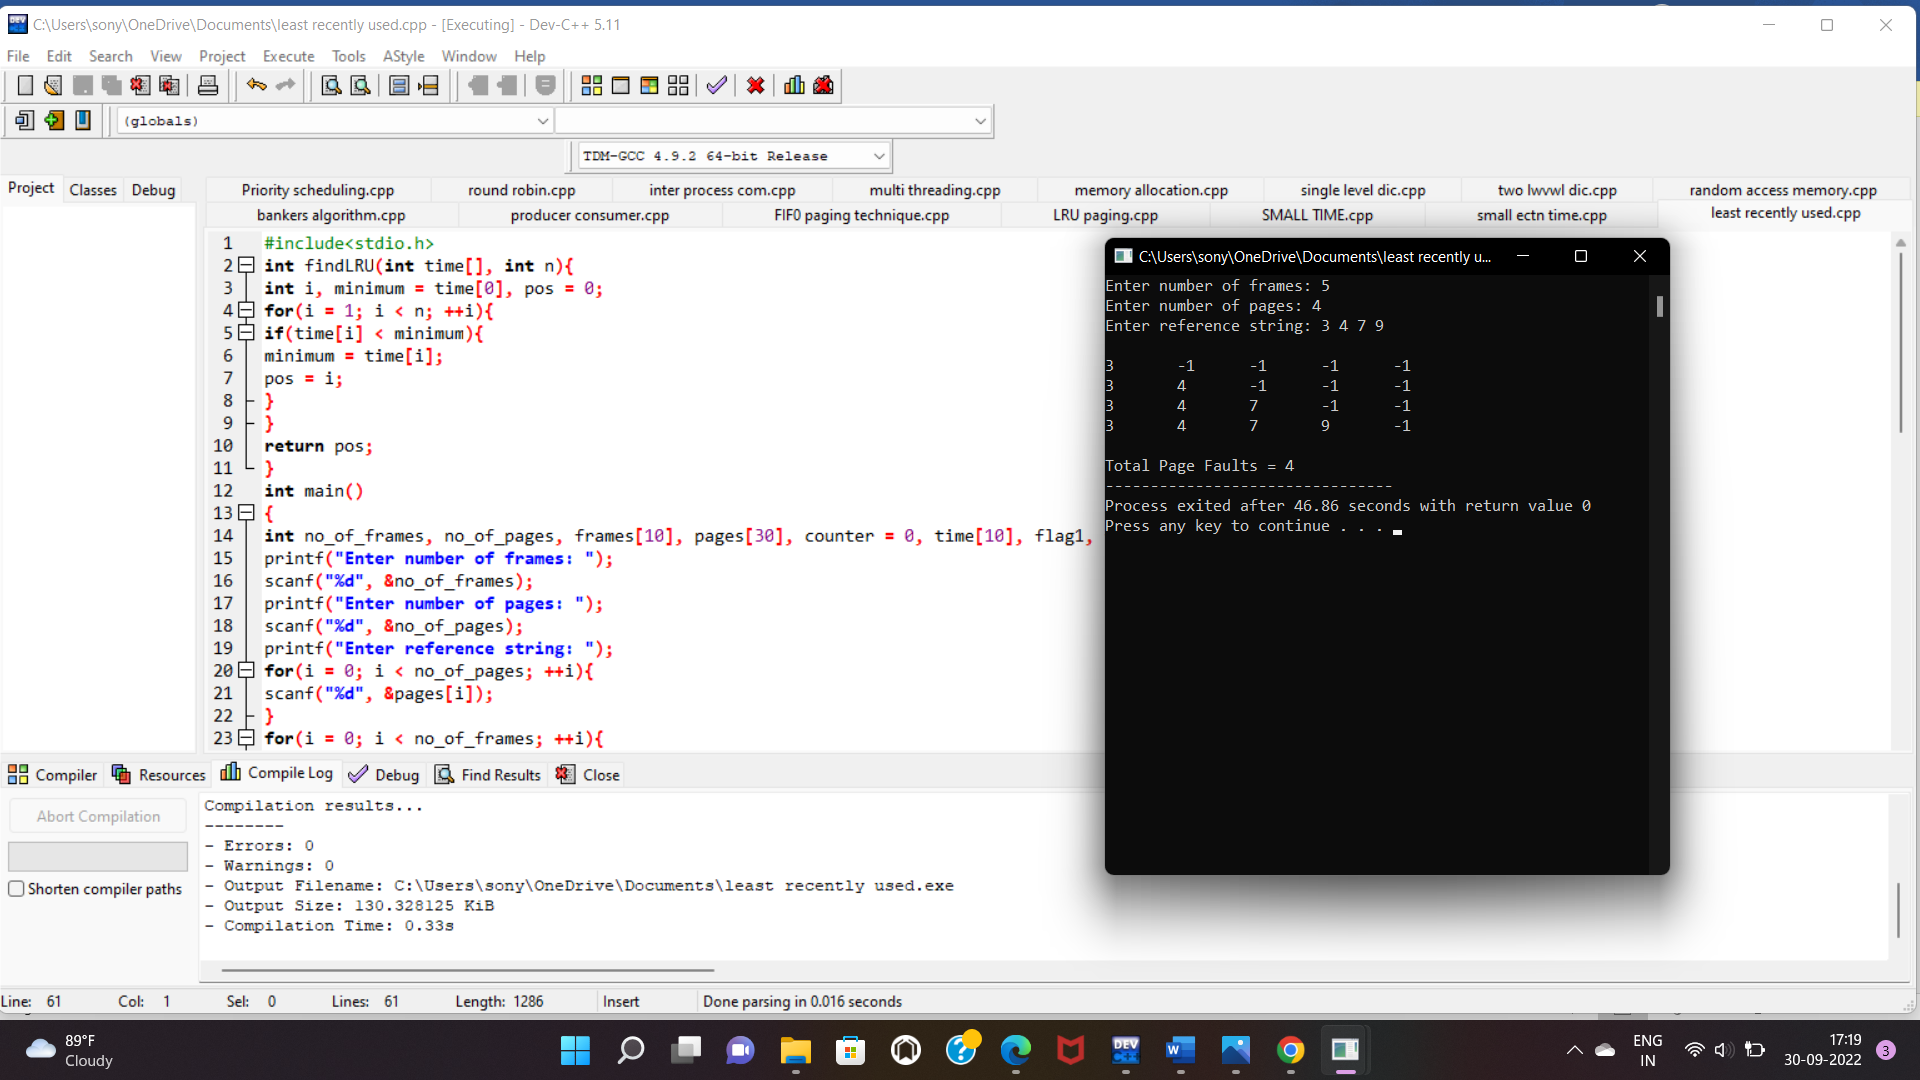 C:\Users\sony\OneDrive\Documents\least recently used.cpp - [Executing] - Dev-C++ 5.11
File Edit Search View Project Execute Tools AStyle Window Help
(globals)
TDM-GCC 4.9.2 64-bit Release
Project Classes Debug
Priority scheduling.cpp round robin.cpp inter process com.cpp multi threading.cpp memory allocation.cpp single level dic.cpp two lwvwl dic.cpp random access memory.cpp
bankers algorithm.cpp producer consumer.cpp FIF0 paging technique.cpp LRU paging.cpp SMALL TIME.cpp small ectn time.cpp least recently used.cpp
1 #include<stdio.h>
2 int findLRU(int time[], int n){
3 int i, minimum = time[0], pos = 0;
4 for(i = 1; i < n; ++i){
5 if(time[i] < minimum){
6 minimum = time[i];
7 pos = i;
8 }
9 }
10 return pos;
11 }
12 int main()
13 {
14 int no_of_frames, no_of_pages, frames[10], pages[30], counter = 0, time[10], flag1,
15 printf("Enter number of frames: ");
16 scanf("%d", &no_of_frames);
17 printf("Enter number of pages: ");
18 scanf("%d", &no_of_pages);
19 printf("Enter reference string: ");
20 for(i = 0; i < no_of_pages; ++i){
21 scanf("%d", &pages[i]);
22 }
23 for(i = 0; i < no_of_frames; ++i){
C:\Users\sony\OneDrive\Documents\least recently u...
Enter number of frames: 5
Enter number of pages: 4
Enter reference string: 3 4 7 9
3 -1 -1 -1 -1
3 4 -1 -1 -1
3 4 7 -1 -1
3 4 7 9 -1
Total Page Faults = 4
--------------------------------
Process exited after 46.86 seconds with return value 0
Press any key to continue . . .
Compiler Resources Compile Log Debug Find Results Close
Abort Compilation
Shorten compiler paths
Compilation results...
--------
- Errors: 0
- Warnings: 0
- Output Filename: C:\Users\sony\OneDrive\Documents\least recently used.exe
- Output Size: 130.328125 KiB
- Compilation Time: 0.33s
Line: 61 Col: 1 Sel: 0 Lines: 61 Length: 1286 Insert Done parsing in 0.016 seconds
89°F
Cloudy
DEV
C++
W
ENG
IN
17:19
30-09-2022
3